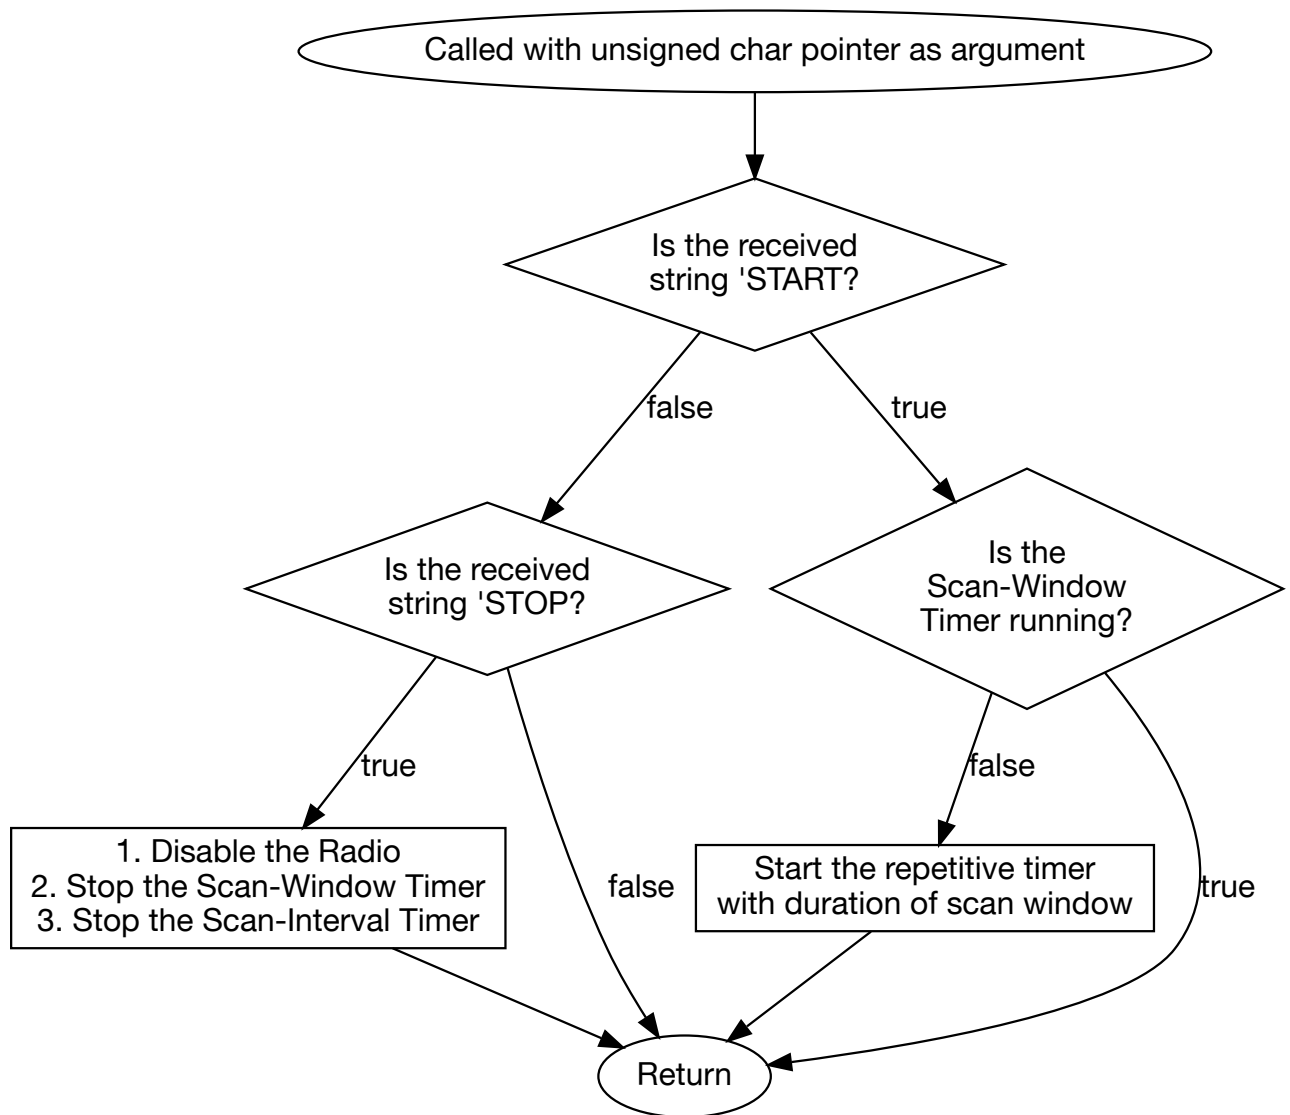 Called with unsigned char pointer as argument
Is the received
string 'START?
false
true
Is the received
string 'STOP?
Is the
Scan-Window
Timer running?
true
false
false
true
1. Disable the Radio
2. Stop the Scan-Window Timer
3. Stop the Scan-Interval Timer
Start the repetitive timer
with duration of scan window
Return